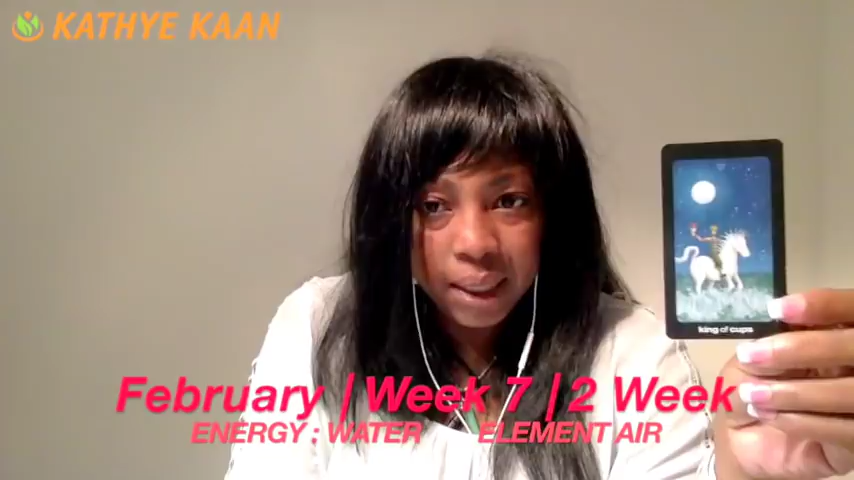 KATHYE KAAN
king of cups
February | Week 7 | 2 Week
ENERGY : WATER ELEMENT AIR